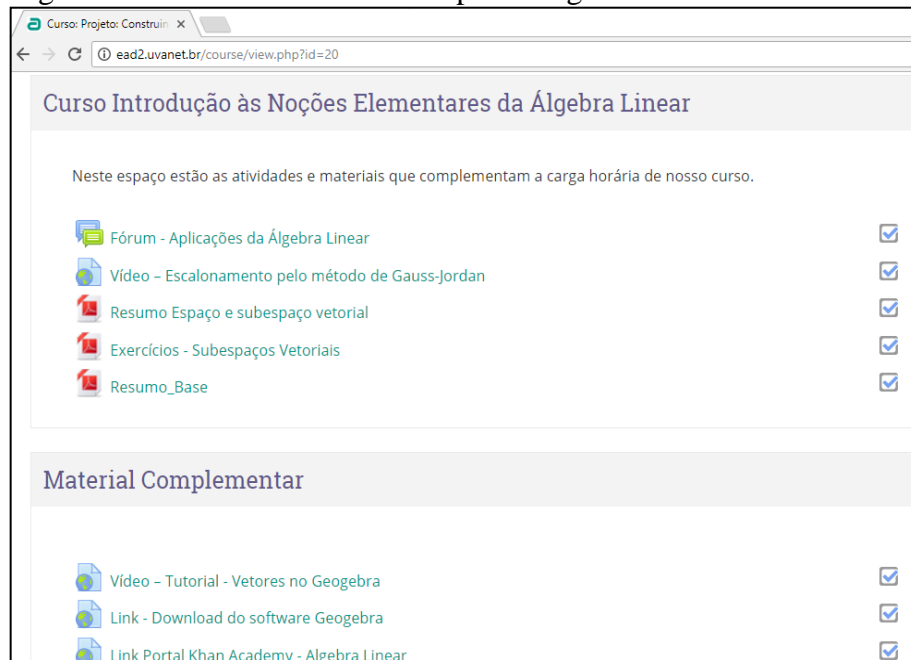 Curso: Projeto: Construin
ead2.uvanet.br/course/view.php?id=20
Curso Introdução às Noções Elementares da Álgebra Linear
Neste espaço estão as atividades e materiais que complementam a carga horária de nosso curso.
Fórum - Aplicações da Álgebra Linear
Vídeo – Escalonamento pelo método de Gauss-Jordan
Resumo Espaço e subespaço vetorial
Exercícios - Subespaços Vetoriais
Resumo_Base
Material Complementar
Vídeo – Tutorial - Vetores no Geogebra
Link - Download do software Geogebra
Link Portal Khan Academy - Algebra Linear